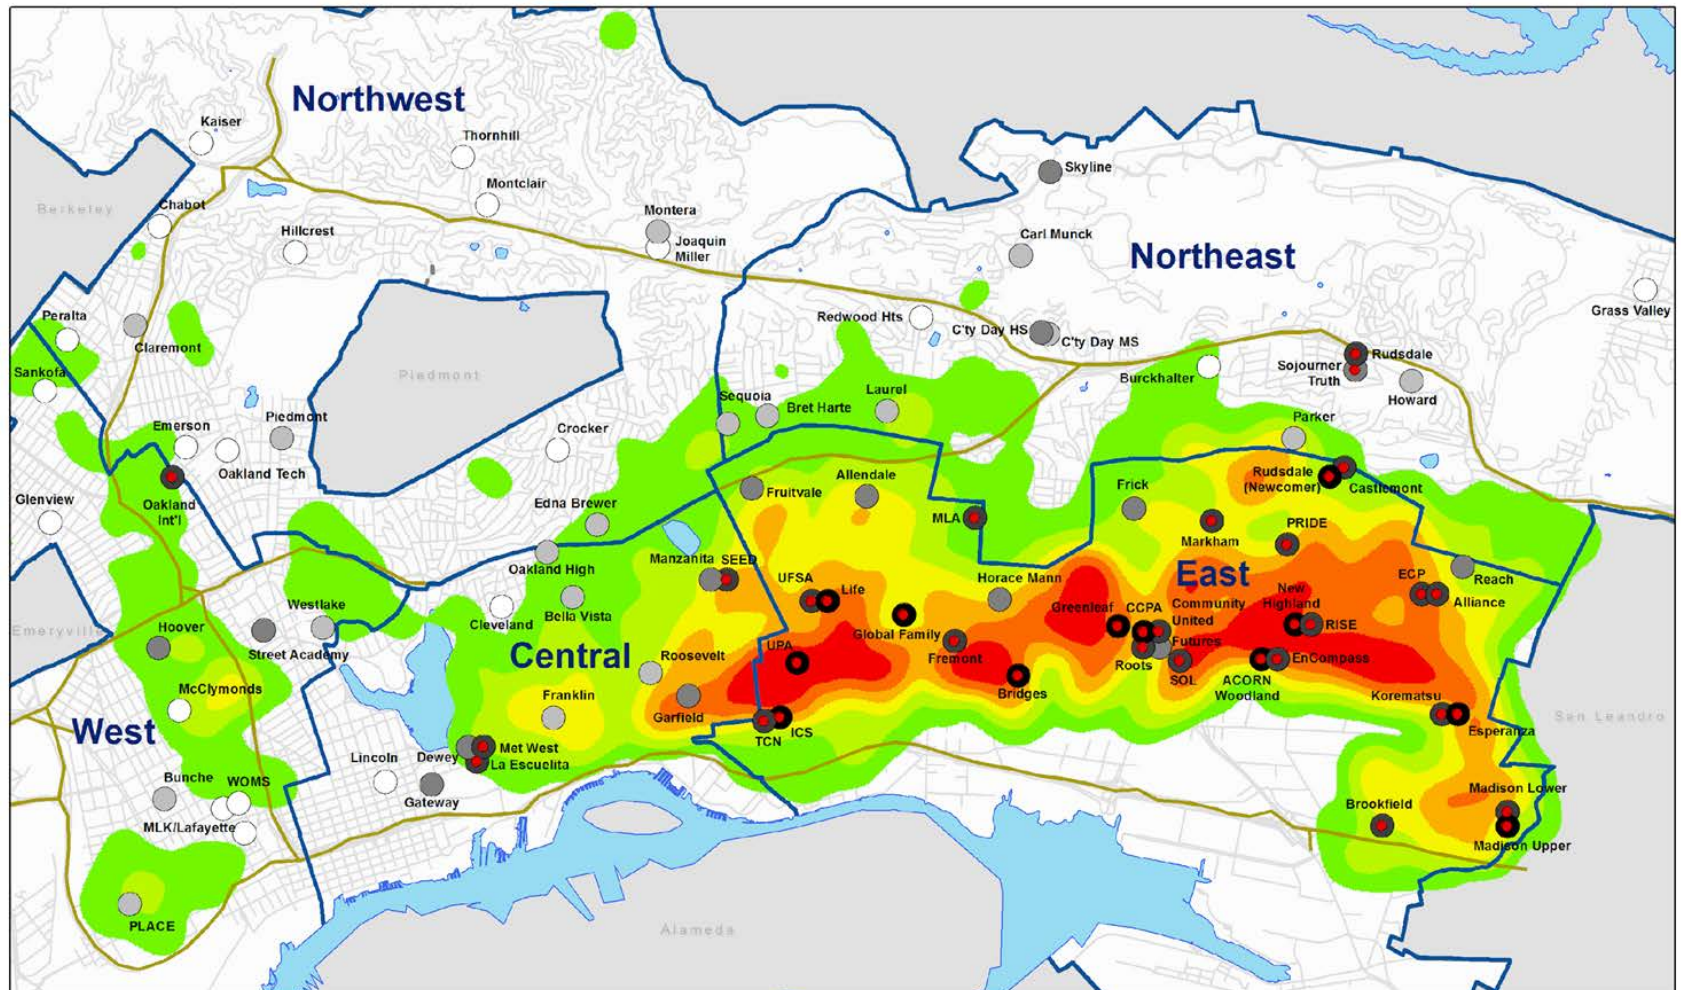 Northwest
Kaiser
Thornhill
Skyline
Montclair
Berkeley
Chabot
Montera
Hillcrest
Carl Munck
Joaquin
Miller
Northeast
Grass Valley
Peralta
Redwood Hts
C'ty Day HS
C'ty Day MS
Claremont
Rudsdale
Sojourner
Truth
Sankofa
Piedmont
Burckhalter
Howard
Laurel
Sequoia
Bret Harte
Parker
Emerson
Piedmont
Crocker
Oakland Tech
Allendale
Rudsdale
(Newcomer)
Castlemont
Glenview
Oakland
Int'l
Edna Brewer
Fruitvale
Frick
MLA
Markham
PRIDE
Oakland High
Manzanita
SEED
UFSA
Life
Horace Mann
East
ECP
Reach
Alliance
Westlake
Cleveland
Bella Vista
Global Family
Greenleaf
CCPA
Community
United
New
Highland
RISE
Emeryville
Hoover
Street Academy
Central
Roosevelt
UPA
Fremont
Futures
Roots
SOL
EnCompass
McClymonds
Franklin
Garfield
Bridges
ACORN
Woodland
Korematsu
West
TCN
ICS
Esperanza
San Leandro
Met West
Dewey
La Escuelita
Lincoln
Gateway
Bunche
WOMS
MLK/Lafayette
Madison Lower
Brookfield
Madison Upper
PLACE
Alameda